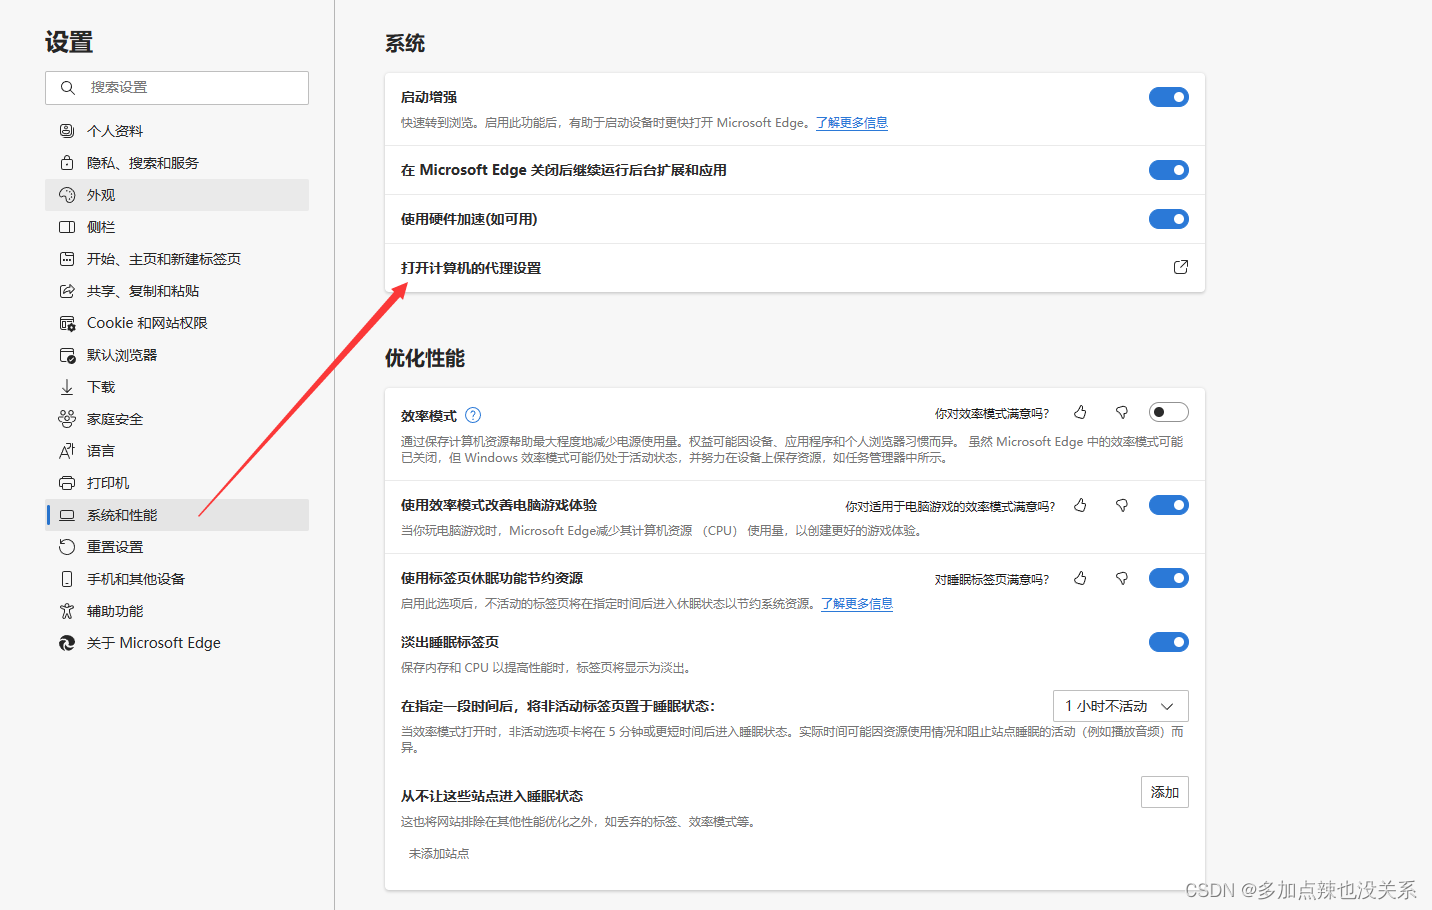 设置
搜索设置
个人资料
隐私、搜索和服务
外观
侧栏
开始、主页和新建标签页
共享、复制和粘贴
Cookie 和网站权限
默认浏览器
下载
家庭安全
语言
打印机
系统和性能
重置设置
手机和其他设备
辅助功能
关于 Microsoft Edge
系统
启动增强
快速转到浏览。启用此功能后，有助于启动设备时更快打开 Microsoft Edge。了解更多信息
在 Microsoft Edge 关闭后继续运行后台扩展和应用
使用硬件加速(如可用)
打开计算机的代理设置
优化性能
效率模式 ?
你对效率模式满意吗?
通过保存计算机资源帮助最大程度地减少电源使用量。权益可能因设备、应用程序和个人浏览器习惯而异。 虽然 Microsoft Edge 中的效率模式可能
已关闭，但 Windows 效率模式可能仍处于活动状态，并努力在设备上保存资源，如任务管理器中所示。
使用效率模式改善电脑游戏体验
你对适用于电脑游戏的效率模式满意吗?
当你玩电脑游戏时，Microsoft Edge减少其计算机资源 （CPU） 使用量，以创建更好的游戏体验。
使用标签页休眠功能节约资源
对睡眠标签页满意吗?
启用此选项后，不活动的标签页将在指定时间后进入休眠状态以节约系统资源。了解更多信息
淡出睡眠标签页
保存内存和 CPU 以提高性能时，标签页将显示为淡出。
在指定一段时间后，将非活动标签页置于睡眠状态:
1 小时不活动
当效率模式打开时，非活动选项卡将在 5 分钟或更短时间后进入睡眠状态。实际时间可能因资源使用情况和阻止站点睡眠的活动（例如播放音频）而
异。
从不让这些站点进入睡眠状态
添加
这也将网站排除在其他性能优化之外，如丢弃的标签、效率模式等。
未添加站点
CSDN @多加点辣也没关系